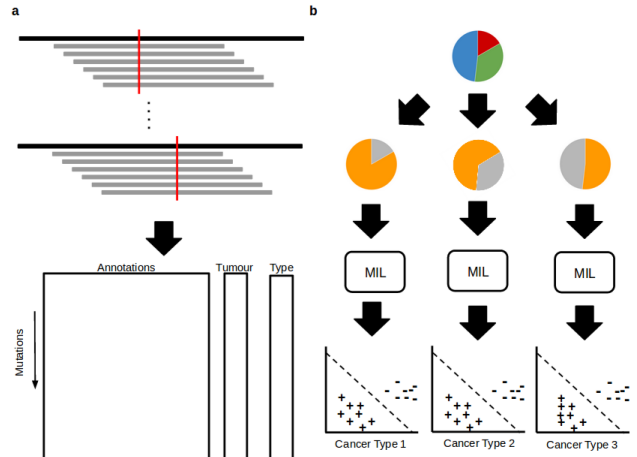 a
b
Annotations Tumour Type
Mutations
MIL MIL MIL
Cancer Type 1 Cancer Type 2 Cancer Type 3